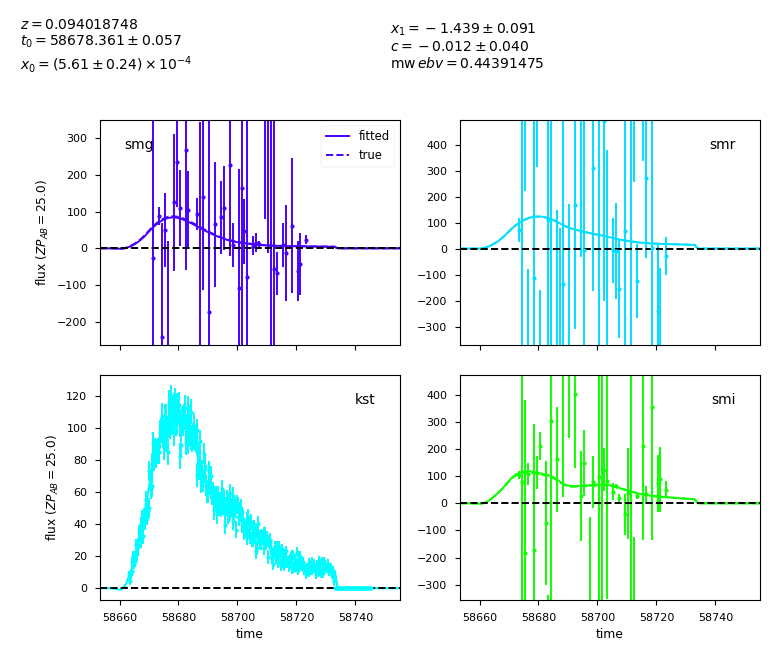 z = 0.094018748
t₀ = 58678.361 ± 0.057
x₀ = (5.61 ± 0.24) × 10⁻⁴
x₁ = −1.439 ± 0.091
c = −0.012 ± 0.040
mw ebv = 0.44391475
smg
fitted
true
300
200
100
0
−100
−200
flux (ZP_AB = 25.0)
smr
400
300
200
100
0
−100
−200
−300
kst
120
100
80
60
40
20
0
flux (ZP_AB = 25.0)
58660 58680 58700 58720 58740
time
smi
400
300
200
100
0
−100
−200
−300
58660 58680 58700 58720 58740
time